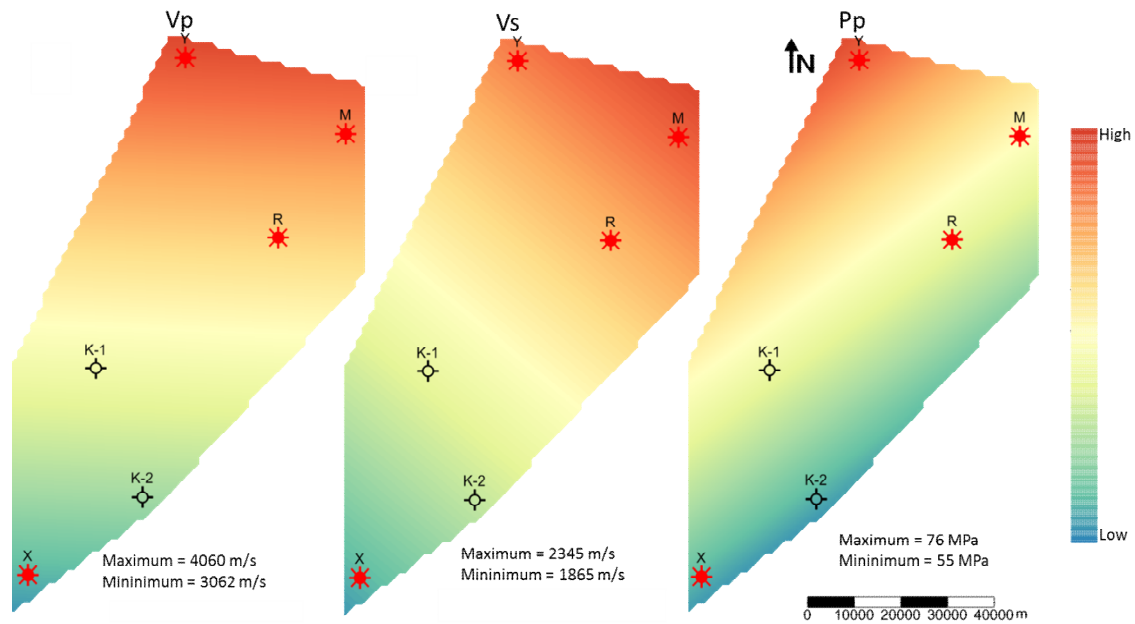 Vp
Y
M
R
K-1
K-2
X
Maximum = 4060 m/s
Mininimum = 3062 m/s
Vs
Y
M
R
K-1
K-2
X
Maximum = 2345 m/s
Mininimum = 1865 m/s
Pp
N
Y
M
R
K-1
K-2
X
Maximum = 76 MPa
Mininimum = 55 MPa
High
Low
0 10000 20000 30000 40000 m